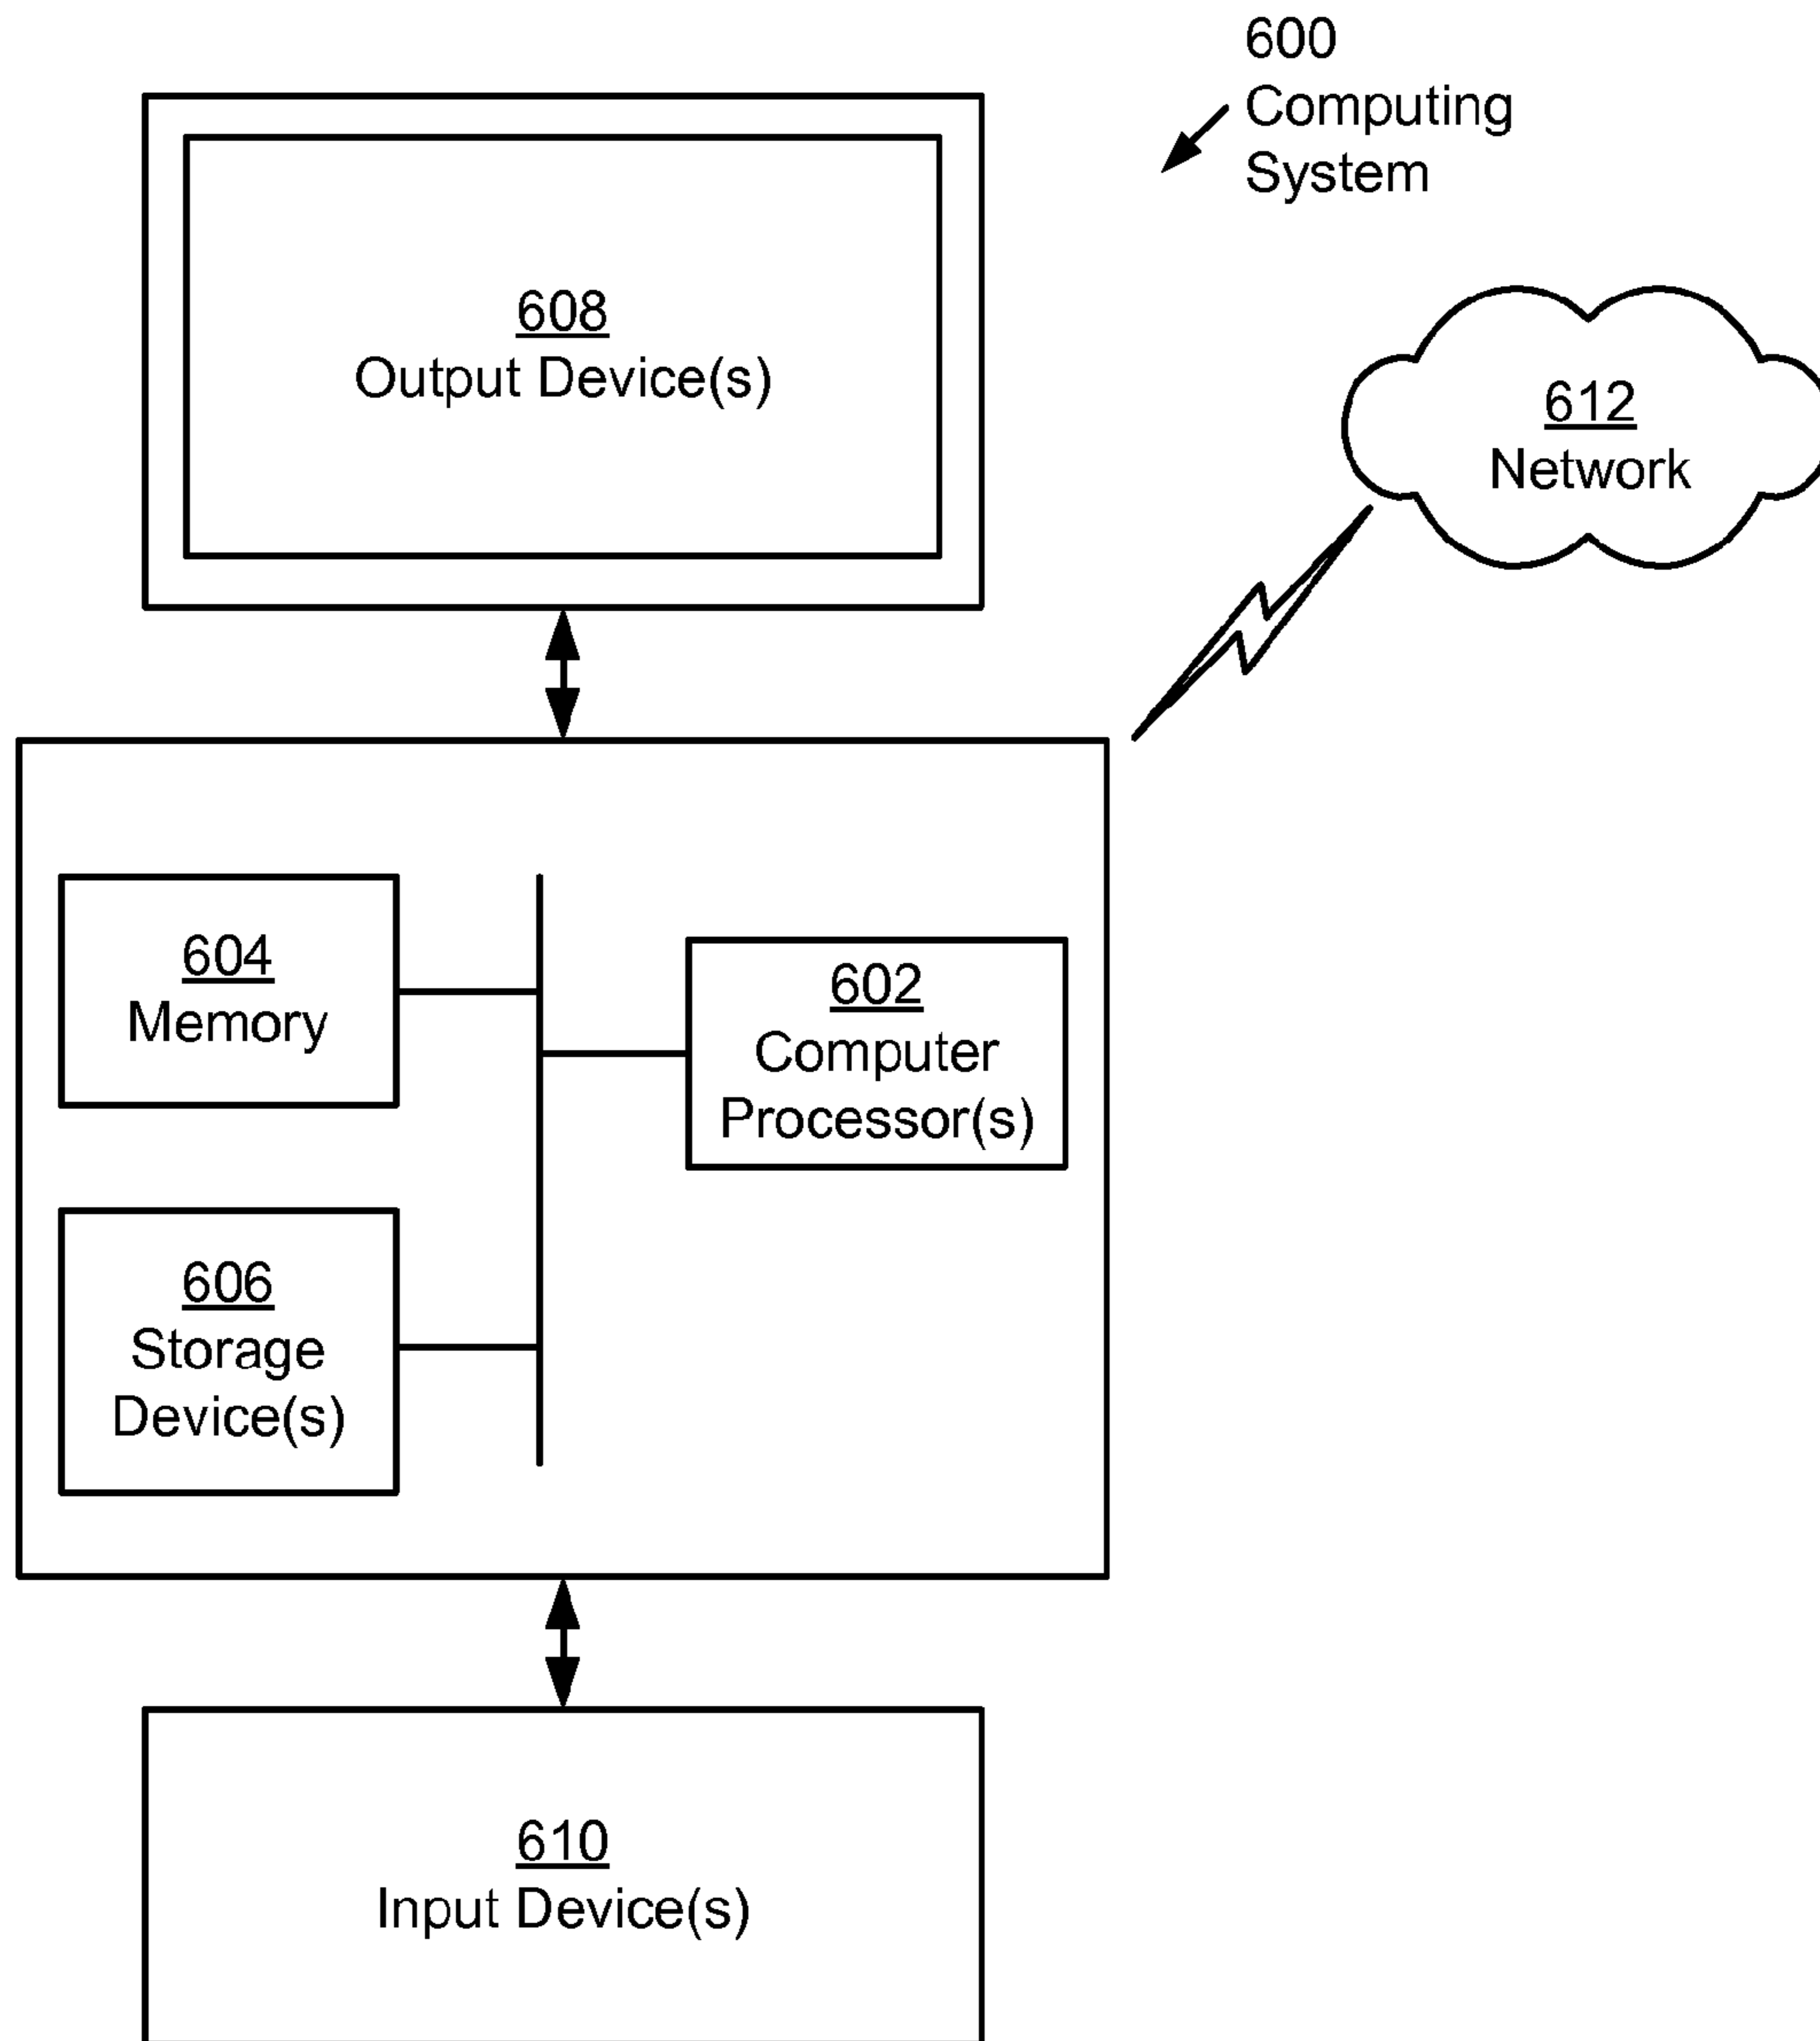 600
Computing
System
608
Output Device(s)
612
Network
604
Memory
602
Computer
Processor(s)
606
Storage
Device(s)
610
Input Device(s)